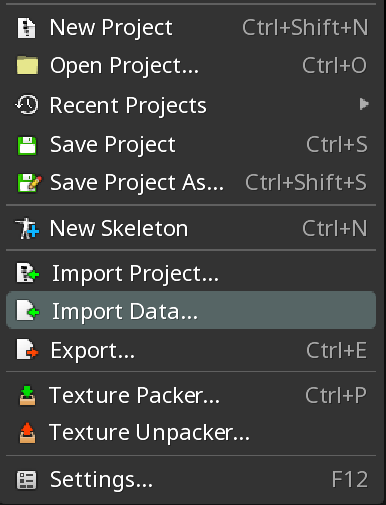 New Project Ctrl+Shift+N
Open Project... Ctrl+O
Recent Projects
Save Project Ctrl+S
Save Project As... Ctrl+Shift+S
New Skeleton Ctrl+N
Import Project...
Import Data...
Export... Ctrl+E
Texture Packer... Ctrl+P
Texture Unpacker...
Settings... F12